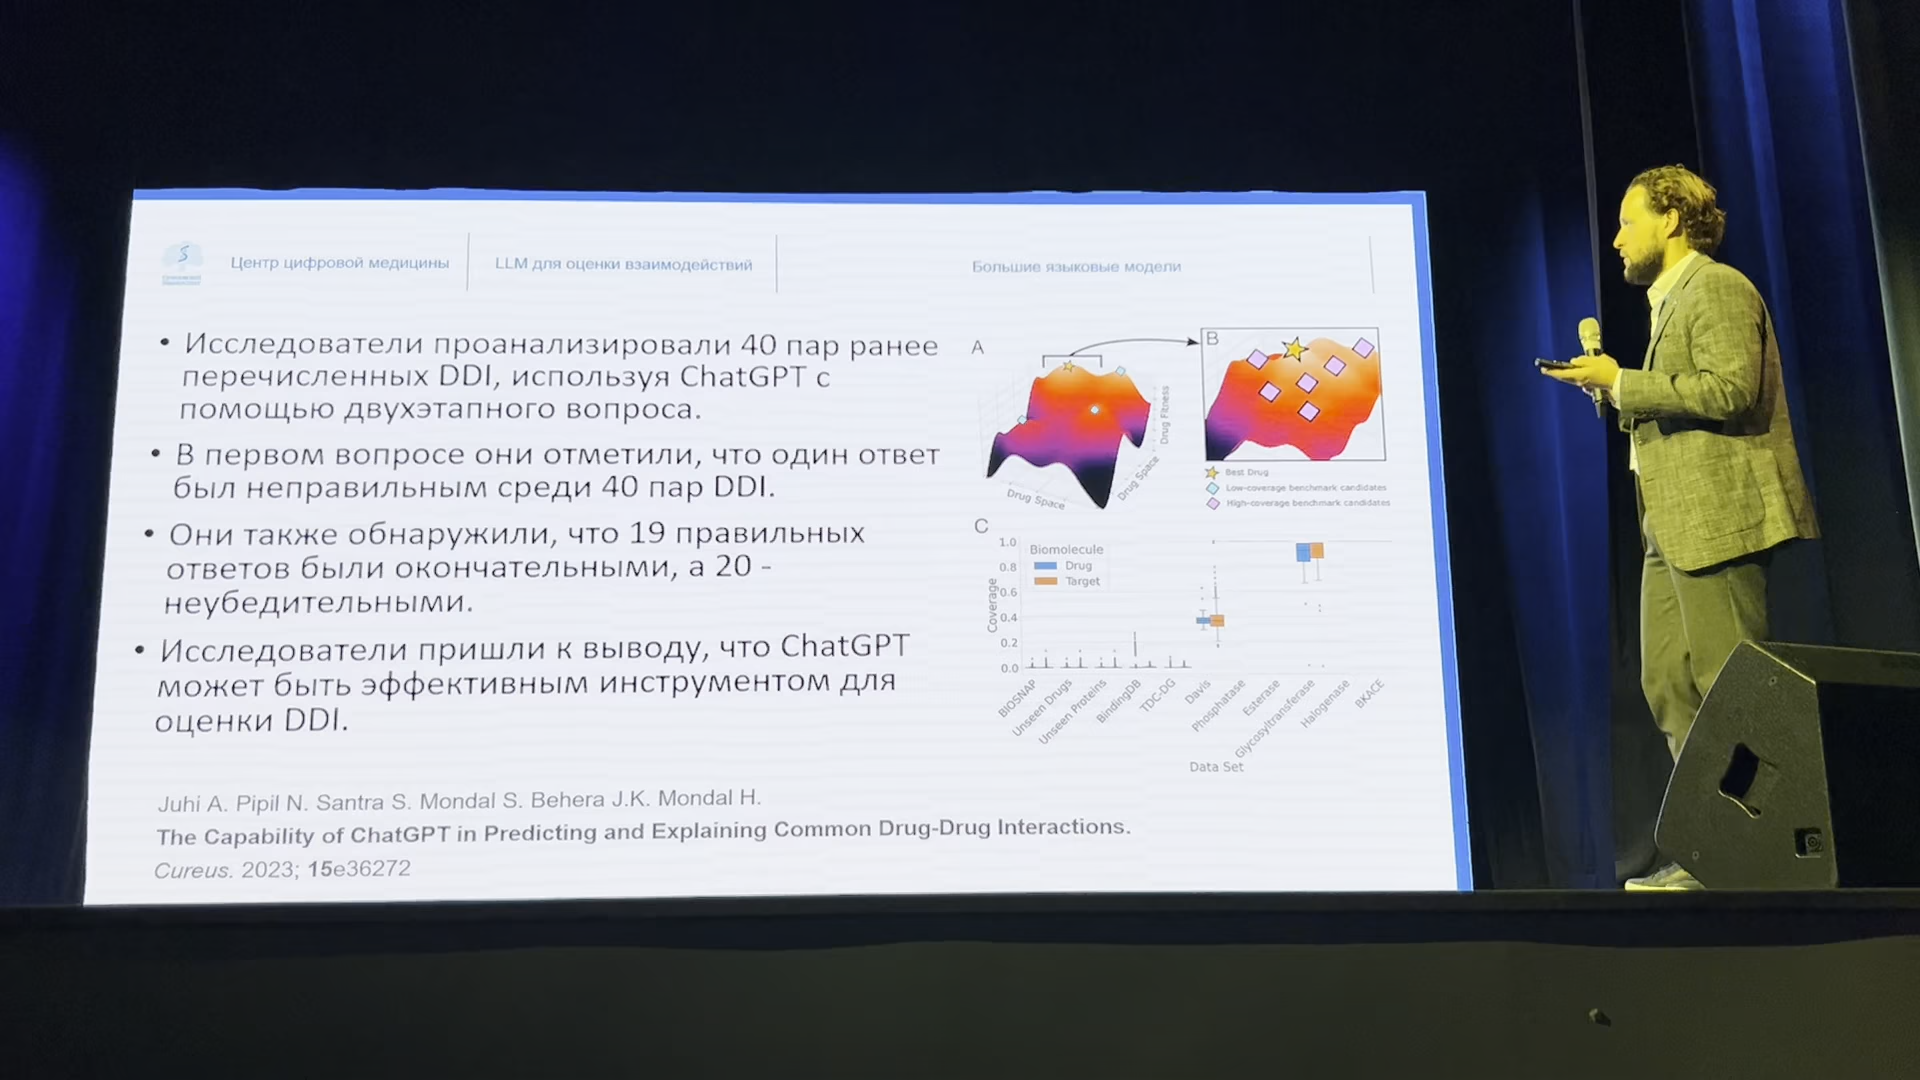 Центр цифровой медицины
LLM для оценки взаимодействий
Большие языковые модели
• Исследователи проанализировали 40 пар ранее
перечисленных DDI, используя ChatGPT с
помощью двухэтапного вопроса.
• В первом вопросе они отметили, что один ответ
был неправильным среди 40 пар DDI.
• Они также обнаружили, что 19 правильных
ответов были окончательными, а 20 -
неубедительными.
• Исследователи пришли к выводу, что ChatGPT
может быть эффективным инструментом для
оценки DDI.
Juhi A. Pipil N. Santra S. Mondal S. Behera J.K. Mondal H.
The Capability of ChatGPT in Predicting and Explaining Common Drug-Drug Interactions.
Cureus. 2023; 15e36272
A
Drug Fitness
Drug Space
Drug Space
B
Best Drug
Low-coverage benchmark candidates
High-coverage benchmark candidates
C
Coverage
1.0
0.8
0.6
0.4
0.2
0.0
Biomolecule
Drug
Target
BIOSNAP
Unseen Drugs
Unseen Proteins
BindingDB
TDC-DG
Davis
Phosphatase
Esterase
Glycosyltransferase
Halogenase
BKACE
Data Set